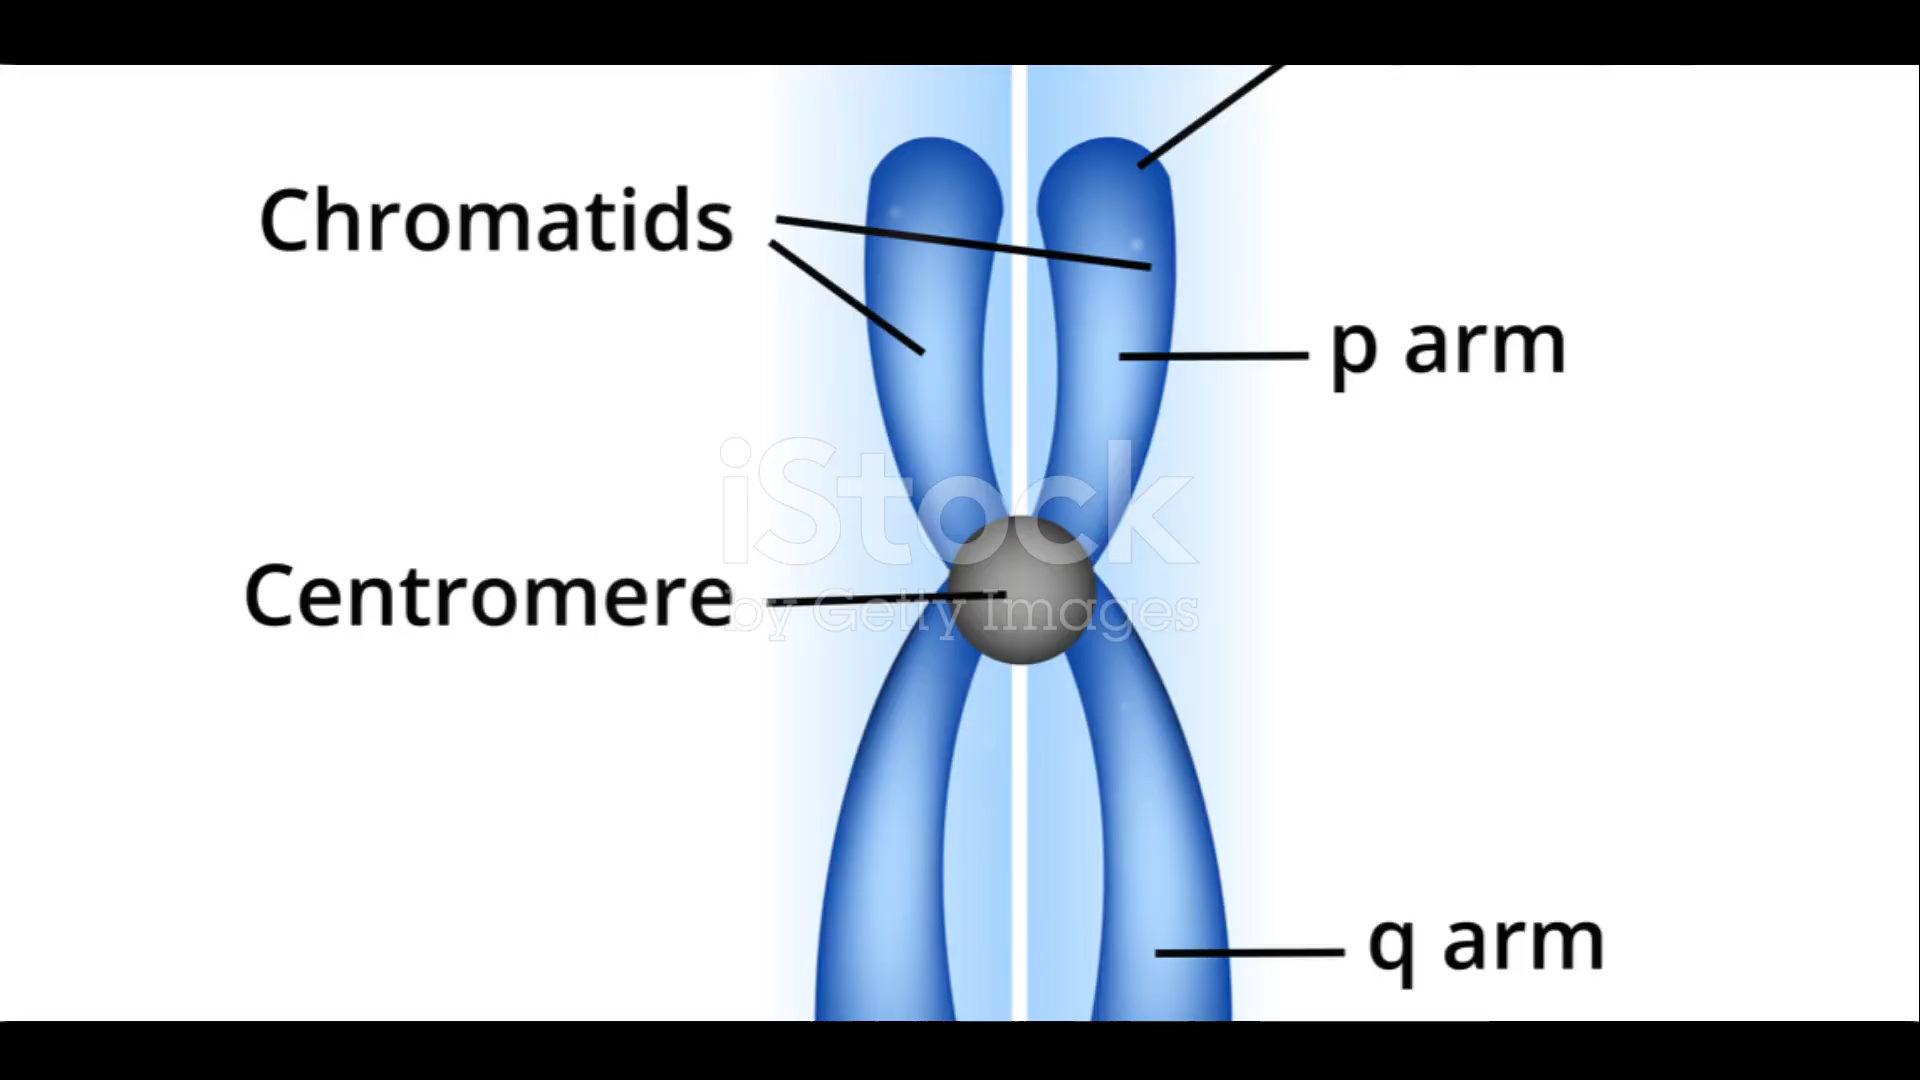 Chromatids
p arm
iStock
Centromere
by Getty Images
q arm